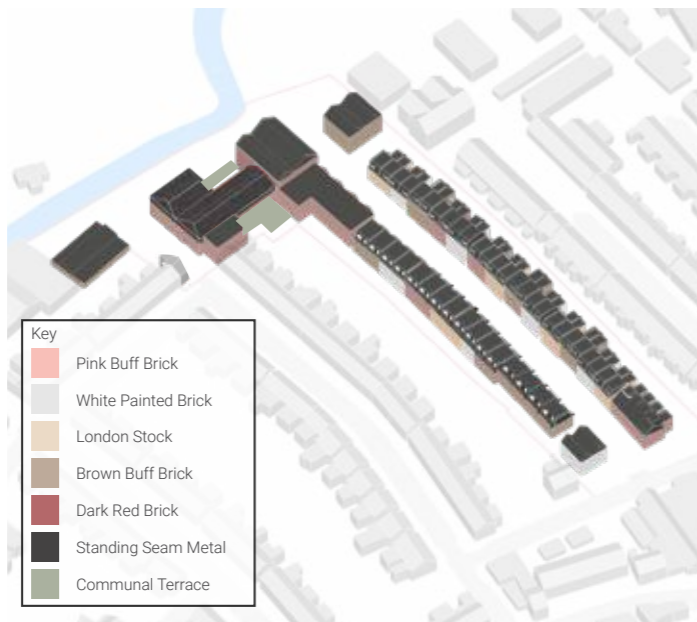 Key
Pink Buff Brick
White Painted Brick
London Stock
Brown Buff Brick
Dark Red Brick
Standing Seam Metal
Communal Terrace